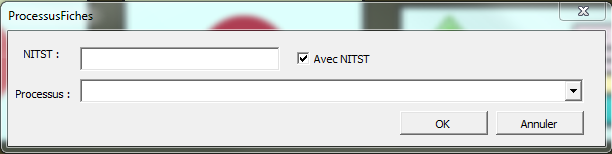 ProcessusFiches
NITST :
Avec NITST
Processus :
OK
Annuler